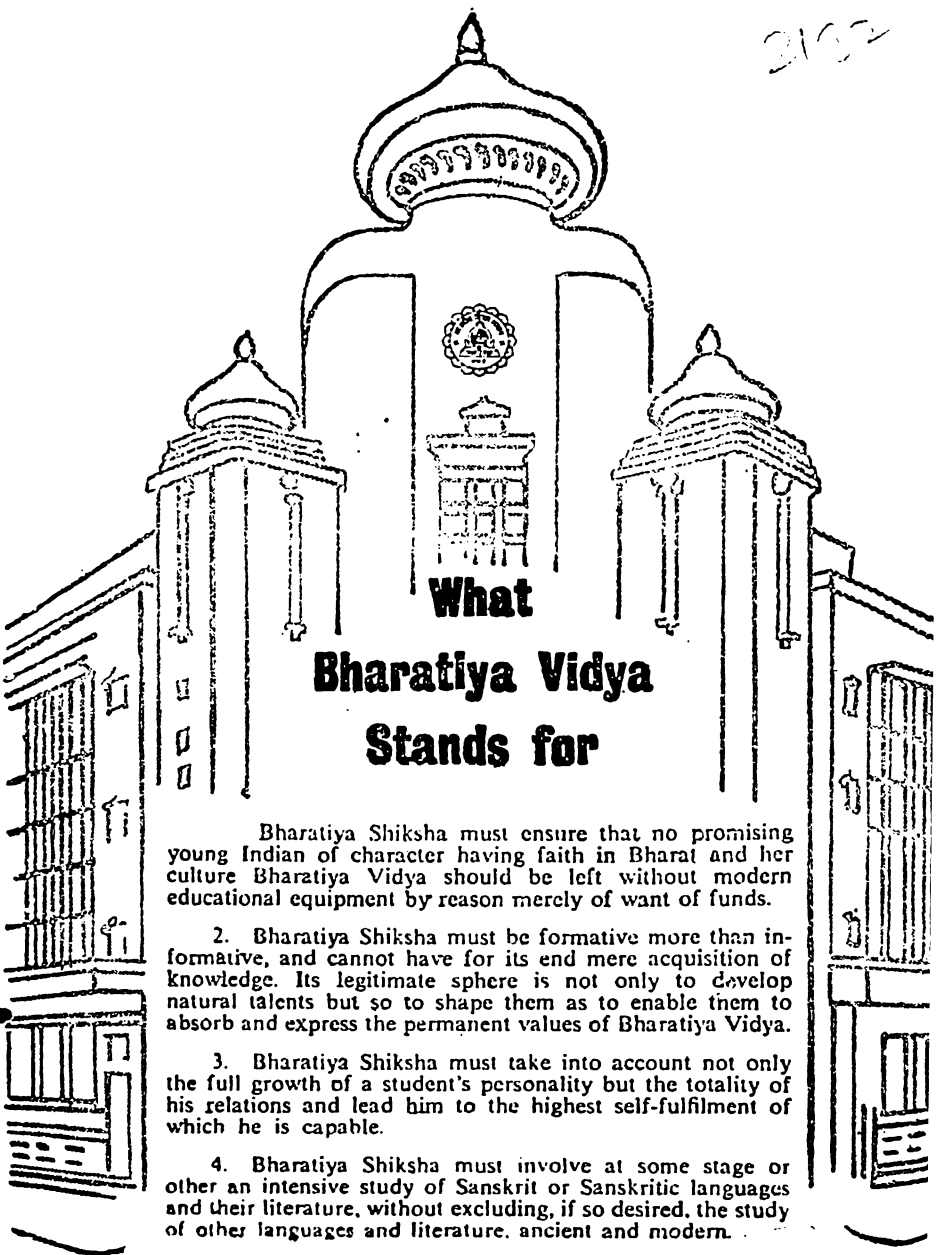 What
Bharatiya Vidya
Stands for
Bharatiya Shiksha must ensure that no promising
young Indian of character having faith in Bharat and her
culture Bharatiya Vidya should be left without modern
educational equipment by reason merely of want of funds.
2. Bharatiya Shiksha must be formative more than in-
formative, and cannot have for its end mere acquisition of
knowledge. Its legitimate sphere is not only to develop
natural talents but so to shape them as to enable them to
absorb and express the permanent values of Bharatiya Vidya.
3. Bharatiya Shiksha must take into account not only
the full growth of a student's personality but the totality of
his relations and lead him to the highest self-fulfilment of
which he is capable.
4. Bharatiya Shiksha must involve at some stage or
other an intensive study of Sanskrit or Sanskritic languages
and their literature, without excluding, if so desired, the study
of other languages and literature, ancient and modern.